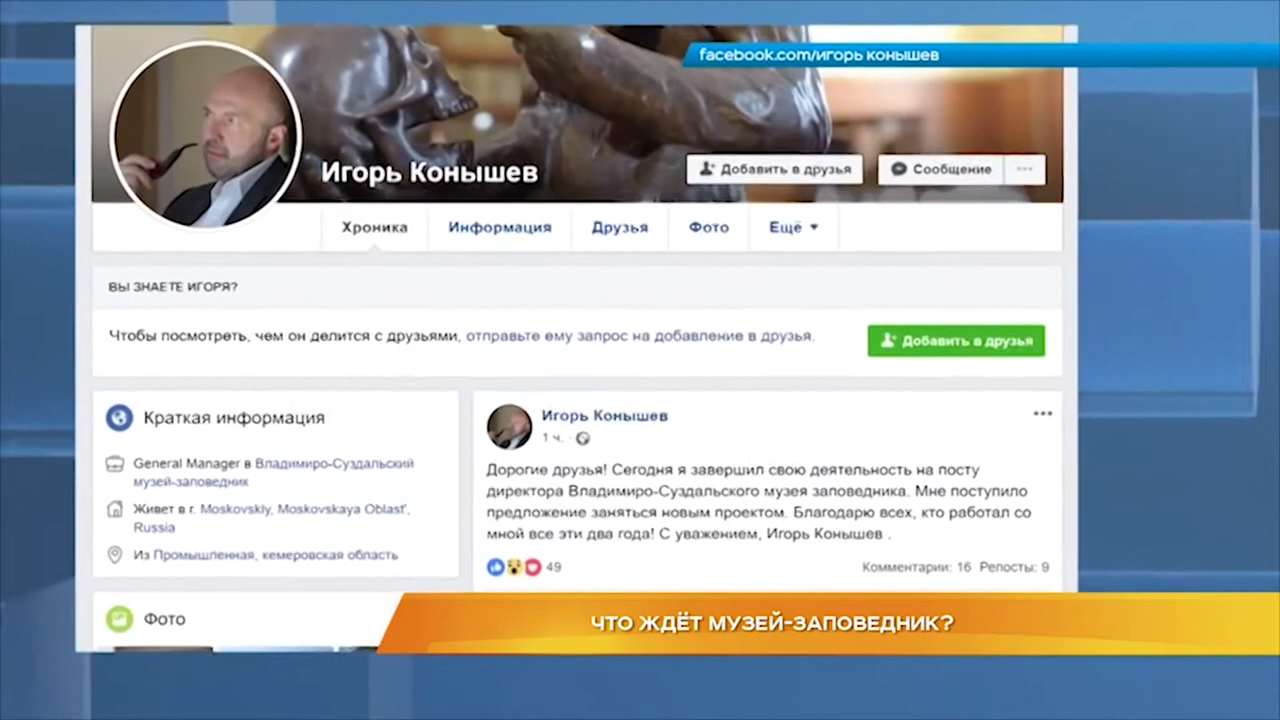 facebook.com/игорь конышев
Игорь Конышев
Добавить в друзья
Сообщение
Хроника
Информация
Друзья
Фото
Ещё
ВЫ ЗНАЕТЕ ИГОРЯ?
Чтобы посмотреть, чем он делится с друзьями, отправьте ему запрос на добавление в друзья.
Добавить в друзья
Краткая информация
General Manager в Владимиро-Суздальский
музей-заповедник
Живет в г. Moskovskiy, Moskovskaya Oblast',
Russia
Из Промышленная, кемеровская область
Фото
Игорь Конышев
1 ч.
Дорогие друзья! Сегодня я завершил свою деятельность на посту
директора Владимиро-Суздальского музея заповедника. Мне поступило
предложение заняться новым проектом. Благодарю всех, кто работал со
мной все эти два года! С уважением, Игорь Конышев .
49
Комментарии: 16 Репосты: 9
ЧТО ЖДЁТ МУЗЕЙ-ЗАПОВЕДНИК?